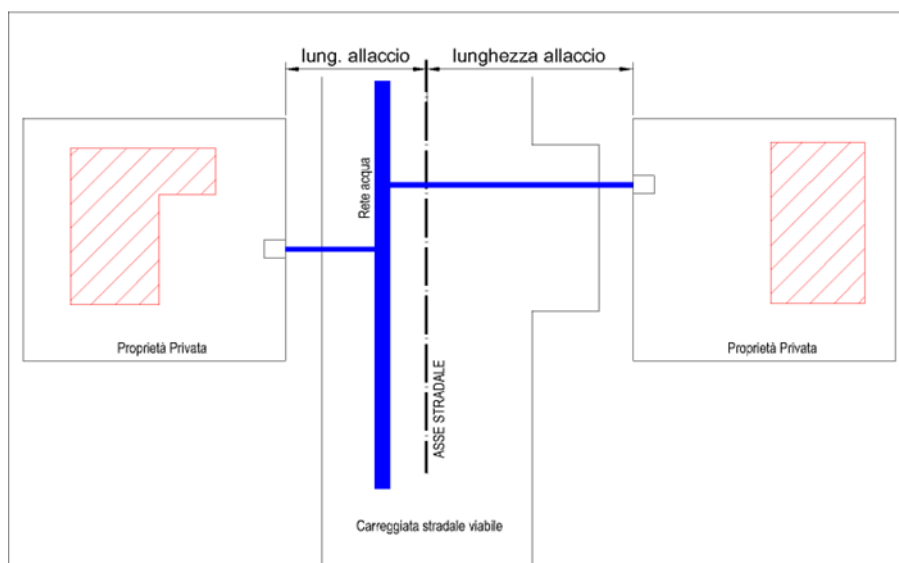 lung. allaccio
lunghezza allaccio
Rete acqua
Proprietà Privata
Proprietà Privata
ASSE STRADALE
Carreggiata stradale viabile